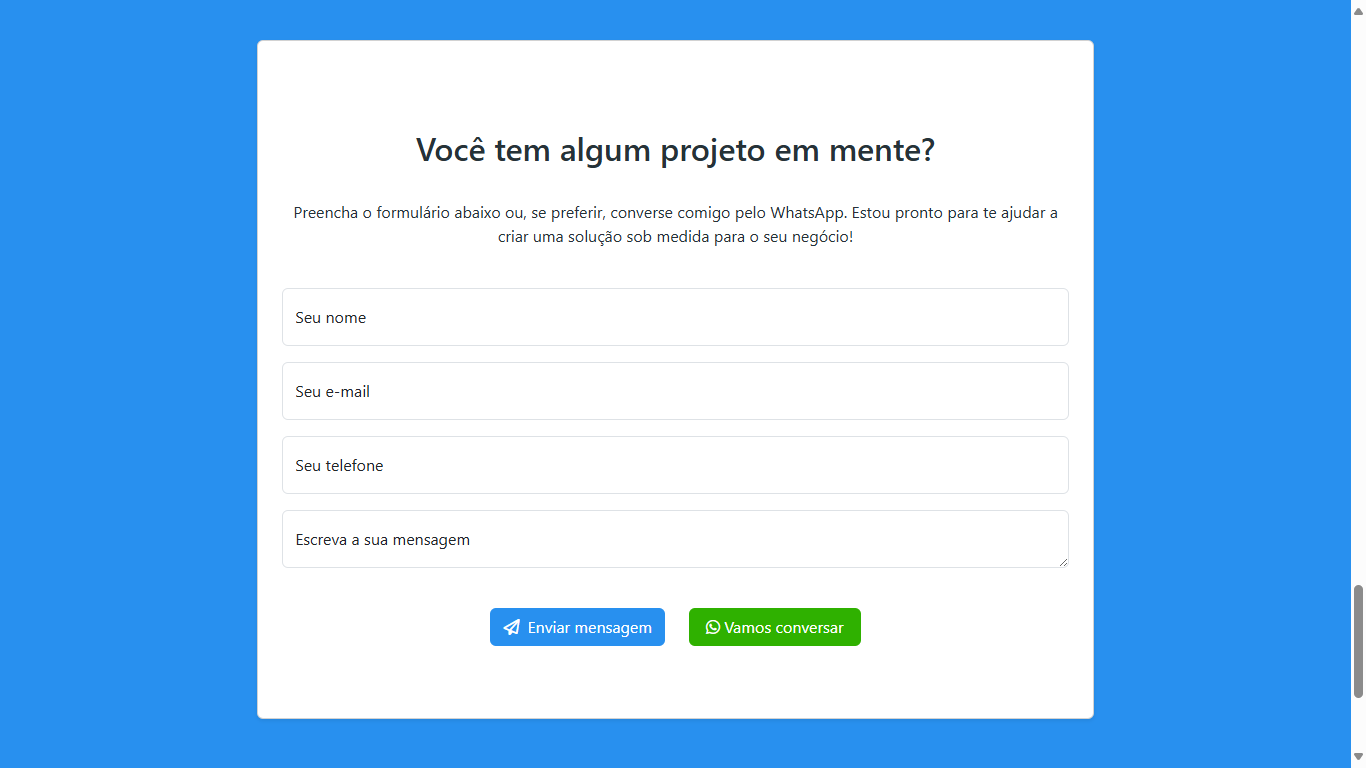 Você tem algum projeto em mente?
Preencha o formulário abaixo ou, se preferir, converse comigo pelo WhatsApp. Estou pronto para te ajudar a
criar uma solução sob medida para o seu negócio!
Seu nome
Seu e-mail
Seu telefone
Escreva a sua mensagem
Enviar mensagem
Vamos conversar